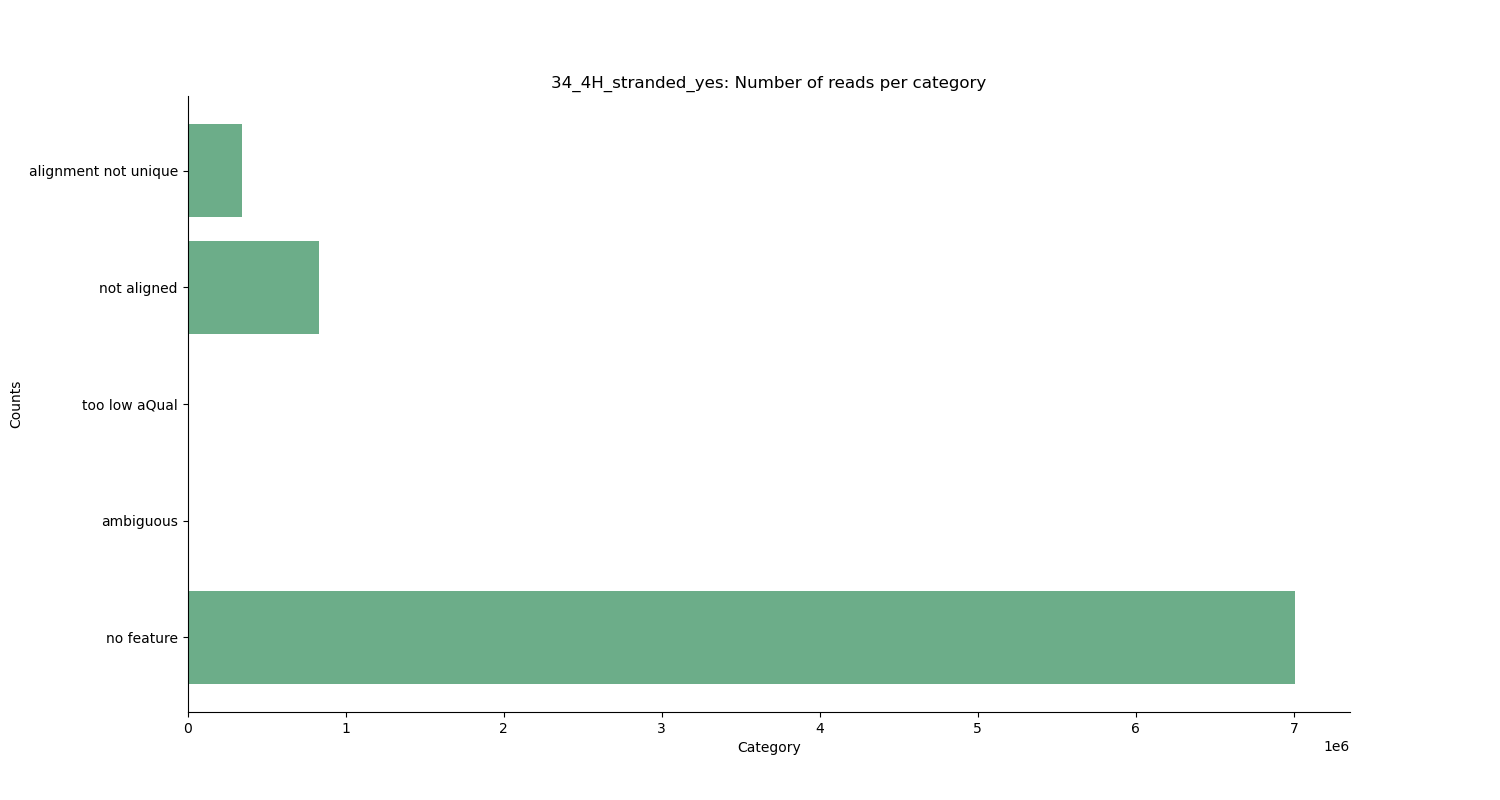 34_4H_stranded_yes: Number of reads per category
alignment not unique
not aligned
too low aQual
ambiguous
no feature
Counts
0 1 2 3 4 5 6 7
1e6
Category